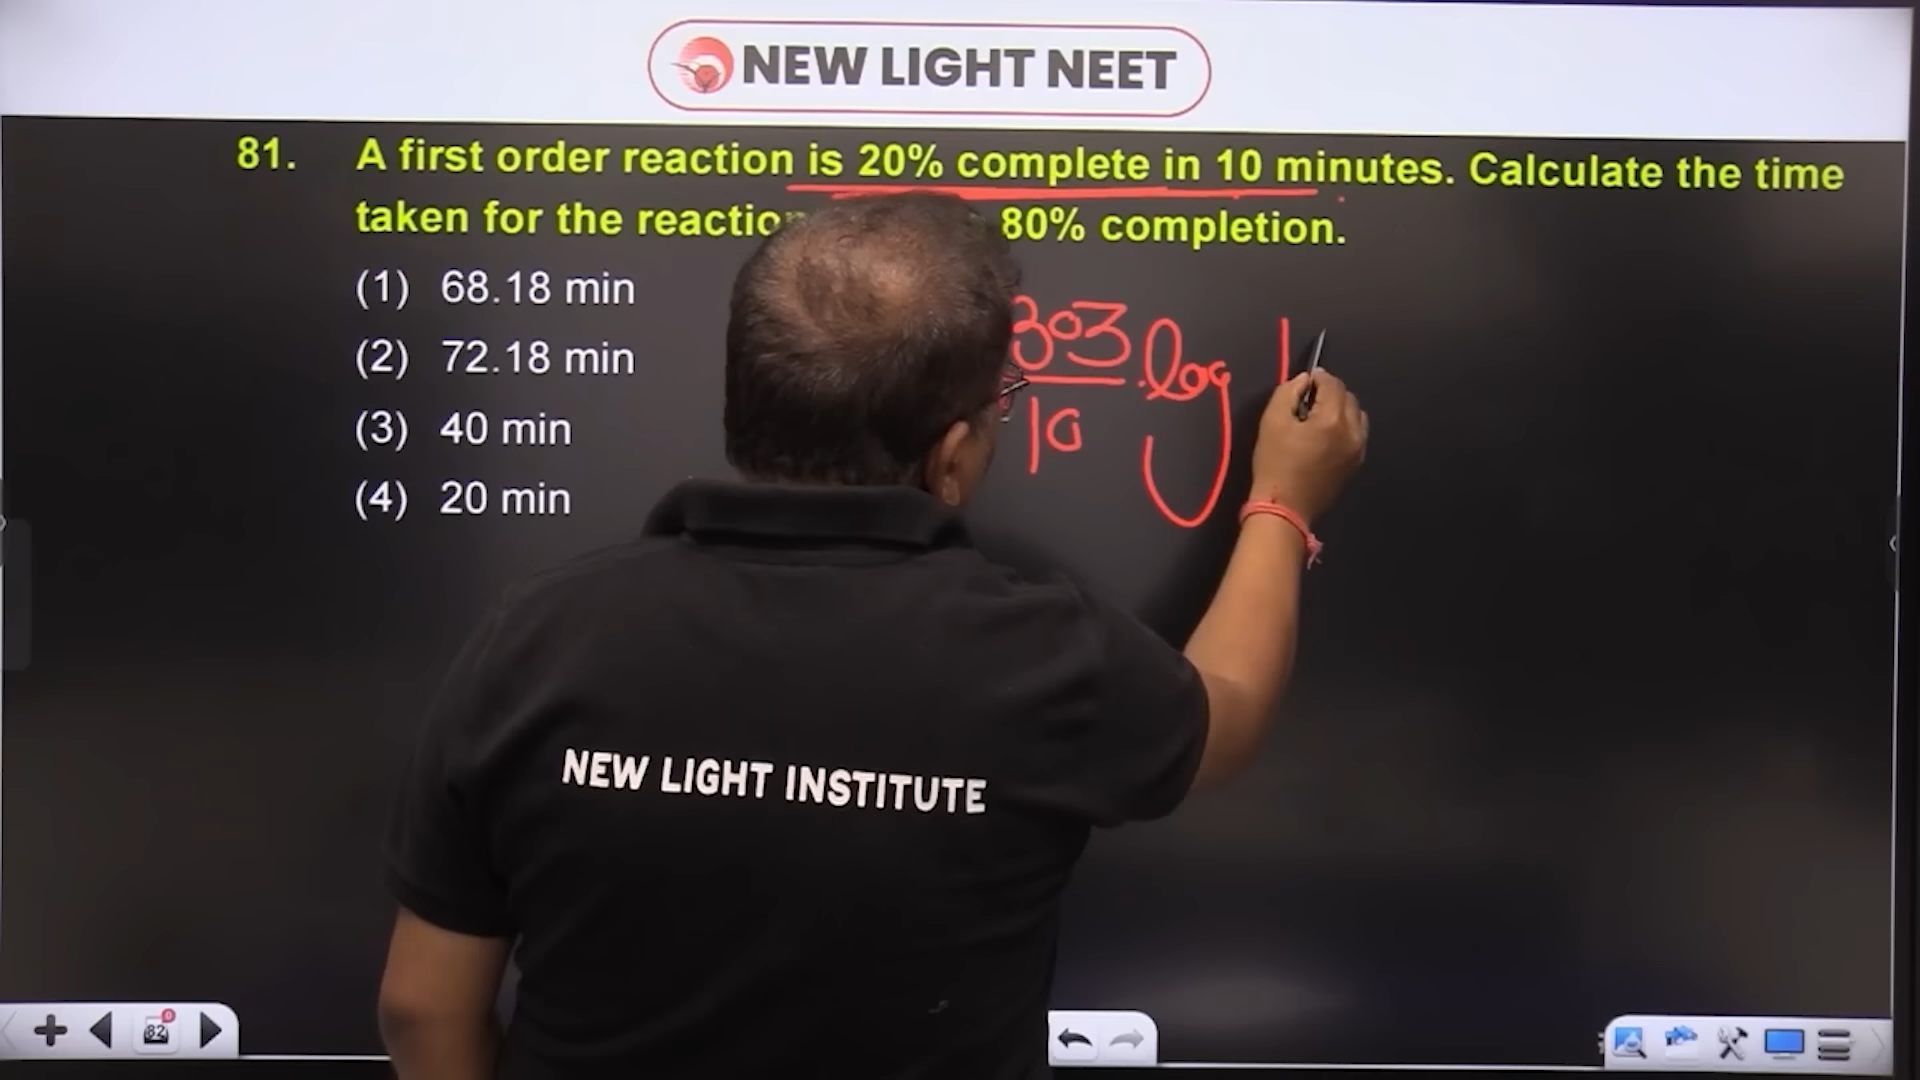 NEW LIGHT NEET
81. A first order reaction is 20% complete in 10 minutes. Calculate the time
taken for the 80% completion.
(1) 68.18 min
(2) 72.18 min
(3) 40 min
(4) 20 min
303 log
10
NEW LIGHT INSTITUTE
82
0